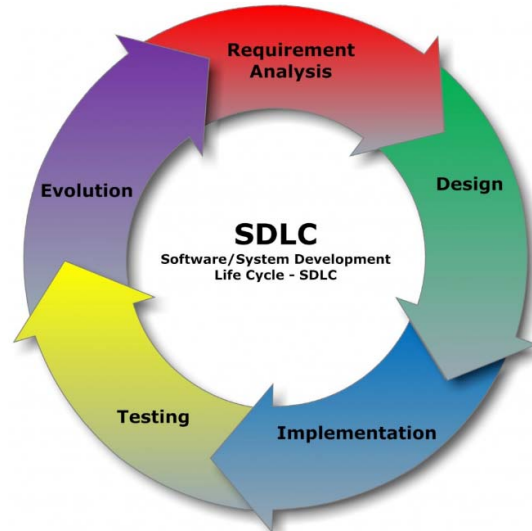 Requirement
Analysis
Design
Evolution
SDLC
Software/System Development
Life Cycle - SDLC
Testing
Implementation